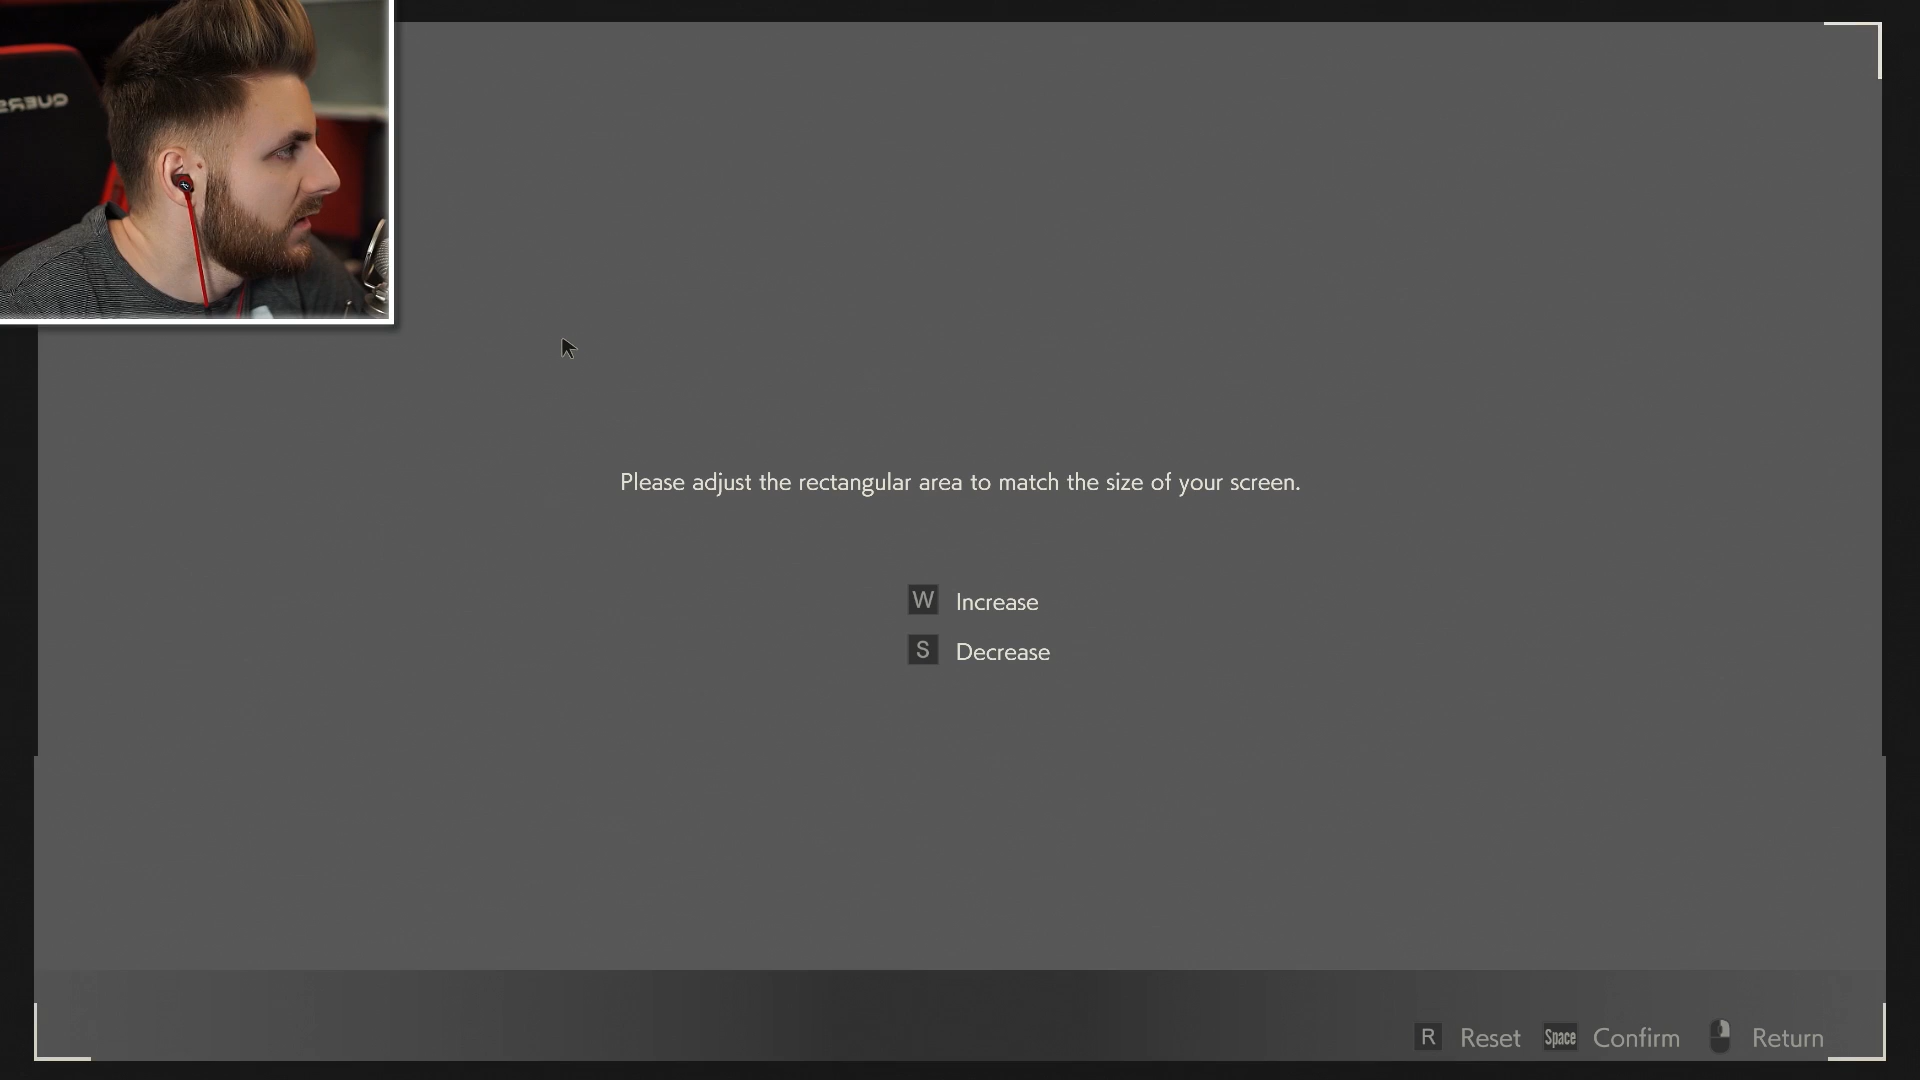 Please adjust the rectangular area to match the size of your screen.
W Increase
S Decrease
R Reset Space Confirm Return